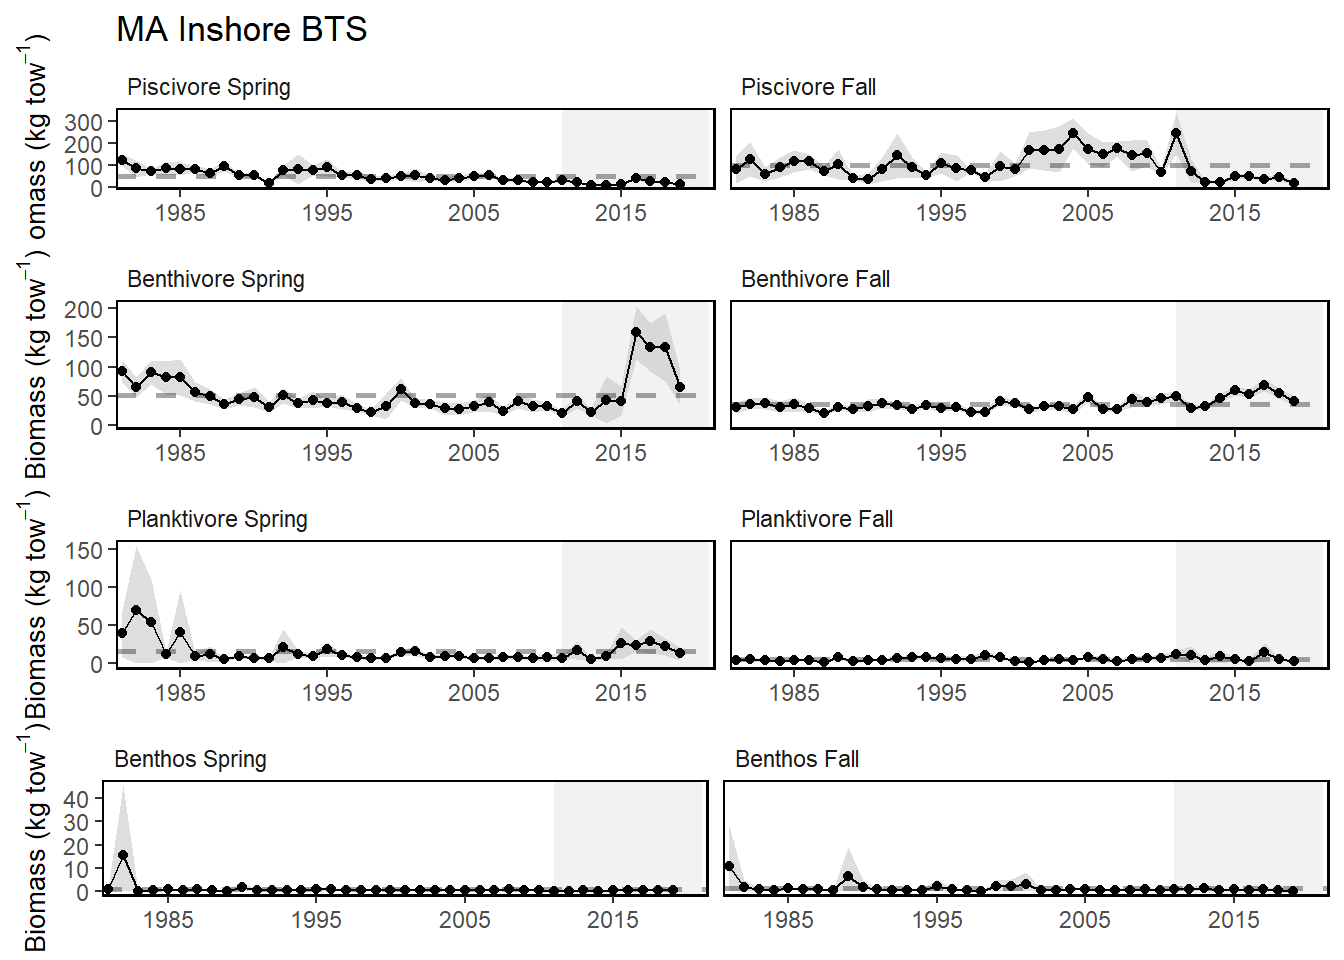 MA Inshore BTS
Piscivore Spring
Piscivore Fall
omass (kg tow⁻¹)
300
200
100
0
1985 1995 2005 2015
1985 1995 2005 2015
Benthivore Spring
Benthivore Fall
Biomass (kg tow⁻¹)
200
150
100
50
0
1985 1995 2005 2015
1985 1995 2005 2015
Planktivore Spring
Planktivore Fall
Biomass (kg tow⁻¹)
150
100
50
0
1985 1995 2005 2015
1985 1995 2005 2015
Benthos Spring
Benthos Fall
Biomass (kg tow⁻¹)
40
30
20
10
0
1985 1995 2005 2015
1985 1995 2005 2015